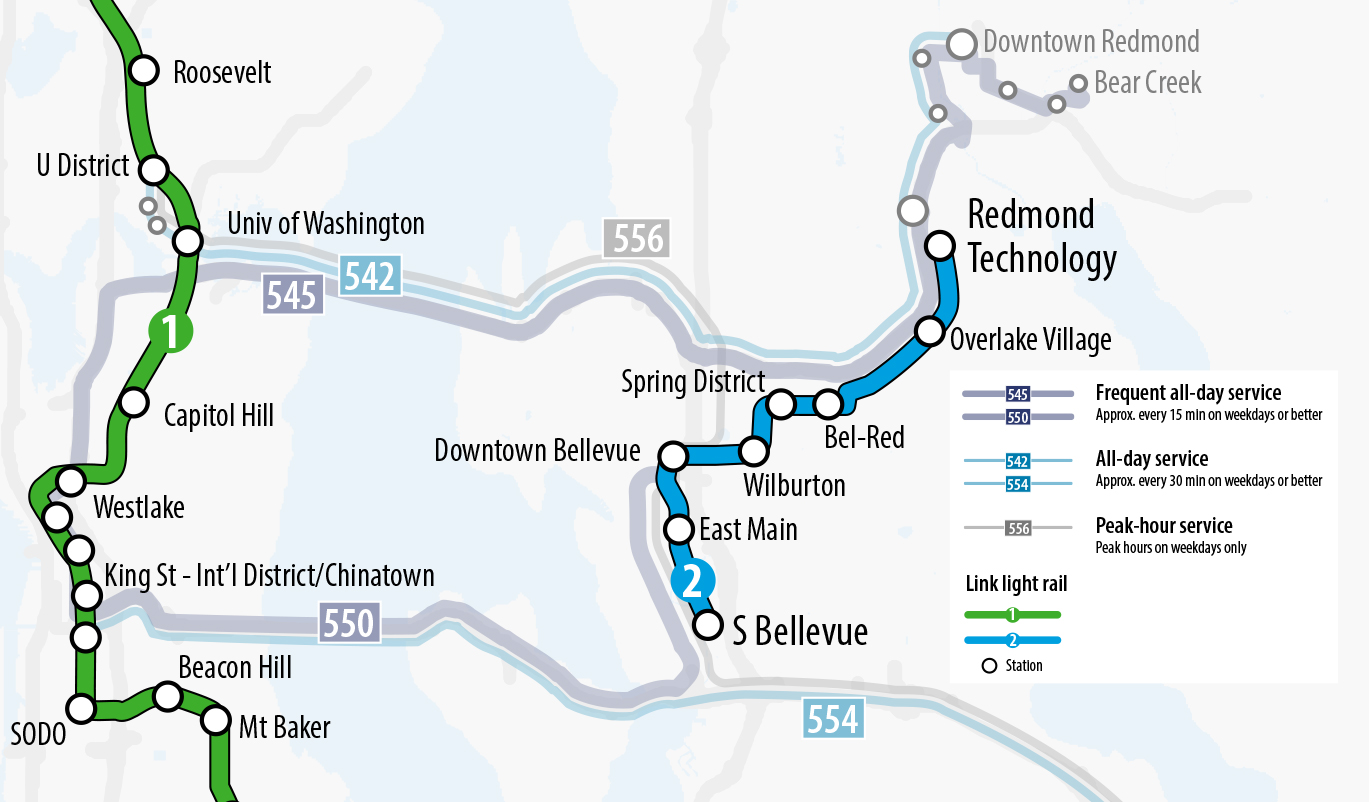 Downtown Redmond
Bear Creek
Roosevelt
U District
Univ of Washington
Redmond
Technology
556
542
545
1
Overlake Village
Spring District
Capitol Hill
Bel-Red
Downtown Bellevue
Wilburton
Westlake
East Main
King St - Int'l District/Chinatown
2
550
S Bellevue
Beacon Hill
SODO
Mt Baker
554
545
Frequent all-day service
550
Approx. every 15 min on weekdays or better
542
All-day service
554
Approx. every 30 min on weekdays or better
556
Peak-hour service
Peak hours on weekdays only
Link light rail
1
2
Station